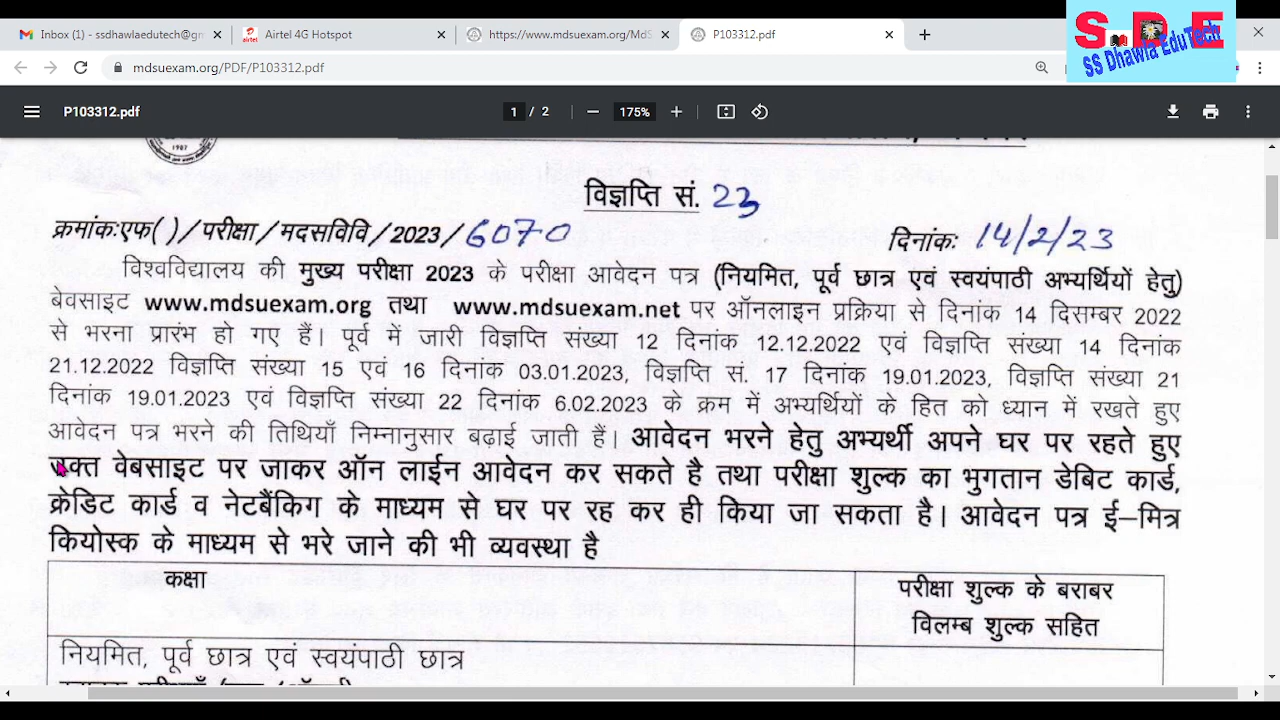 Inbox (1) - ssdhawlaedutech@gm
airtel
Airtel 4G Hotspot
https://www.mdsuexam.org/MdS
P103312.pdf
S.D.E
SS Dhawla EduTech
mdsuexam.org/PDF/P103312.pdf
P103312.pdf
1 / 2
175%
1987
विज्ञप्ति सं. 23
क्रमांक:एफ( )/परीक्षा/मदसविवि/2023/6070
दिनांक: 14/2/23
विश्वविद्यालय की मुख्य परीक्षा 2023 के परीक्षा आवेदन पत्र (नियमित, पूर्व छात्र एवं स्वयंपाठी अभ्यर्थियों हेतु)
बेवसाइट www.mdsuexam.org तथा www.mdsuexam.net पर ऑनलाइन प्रक्रिया से दिनांक 14 दिसम्बर 2022
से भरना प्रारंभ हो गए हैं। पूर्व में जारी विज्ञप्ति संख्या 12 दिनांक 12.12.2022 एवं विज्ञप्ति संख्या 14 दिनांक
21.12.2022 विज्ञप्ति संख्या 15 एवं 16 दिनांक 03.01.2023, विज्ञप्ति सं. 17 दिनांक 19.01.2023, विज्ञप्ति संख्या 21
दिनांक 19.01.2023 एवं विज्ञप्ति संख्या 22 दिनांक 6.02.2023 के क्रम में अभ्यर्थियों के हित को ध्यान में रखते हुए
आवेदन पत्र भरने की तिथियाँ निम्नानुसार बढ़ाई जाती हैं। आवेदन भरने हेतु अभ्यर्थी अपने घर पर रहते हुए
उक्त वेबसाइट पर जाकर ऑन लाईन आवेदन कर सकते है तथा परीक्षा शुल्क का भुगतान डेबिट कार्ड,
क्रेडिट कार्ड व नेटबैंकिग के माध्यम से घर पर रह कर ही किया जा सकता है। आवेदन पत्र ई–मित्र
कियोस्क के माध्यम से भरे जाने की भी व्यवस्था है
कक्षा
परीक्षा शुल्क के बराबर
विलम्ब शुल्क सहित
नियमित, पूर्व छात्र एवं स्वयंपाठी छात्र